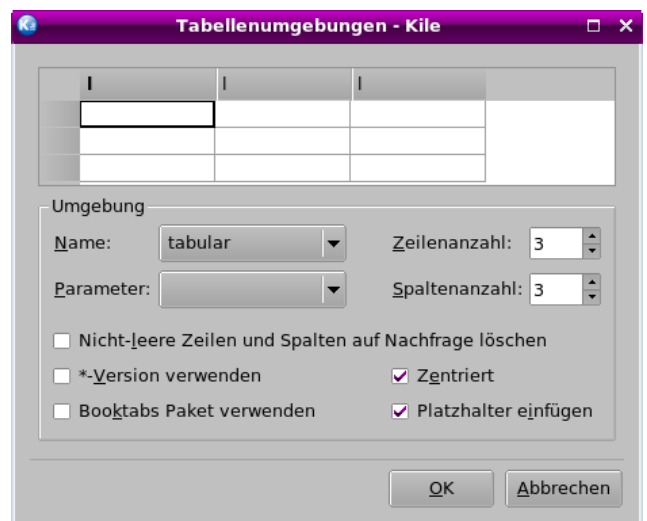 Tabellenumgebungen - Kile
l l l
Umgebung
Name: tabular Zeilenanzahl: 3
Parameter: Spaltenanzahl: 3
Nicht-leere Zeilen und Spalten auf Nachfrage löschen
*-Version verwenden Zentriert
Booktabs Paket verwenden Platzhalter einfügen
OK Abbrechen